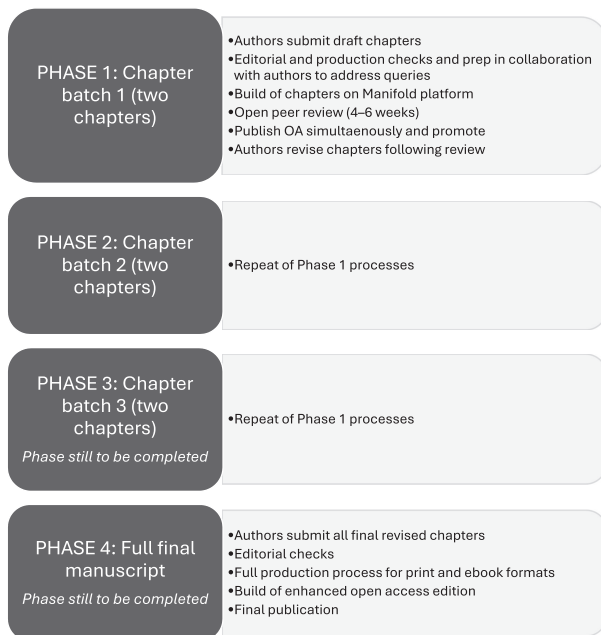 PHASE 1: Chapter
batch 1 (two
chapters)
•Authors submit draft chapters
•Editorial and production checks and prep in collaboration
with authors to address queries
•Build of chapters on Manifold platform
•Open peer review (4–6 weeks)
•Publish OA simultaenously and promote
•Authors revise chapters following review
PHASE 2: Chapter
batch 2 (two
chapters)
•Repeat of Phase 1 processes
PHASE 3: Chapter
batch 3 (two
chapters)
Phase still to be completed
•Repeat of Phase 1 processes
PHASE 4: Full final
manuscript
Phase still to be completed
•Authors submit all final revised chapters
•Editorial checks
•Full production process for print and ebook formats
•Build of enhanced open access edition
•Final publication